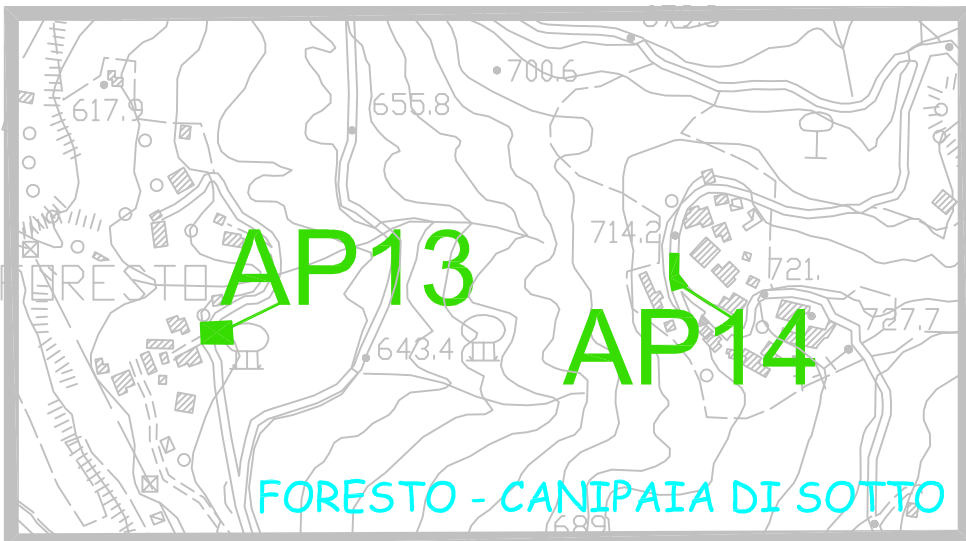 700.6
655.8
617.9
714.2
AP13
721.
FORESTO
727.7
643.4
AP14
FORESTO - CANIPAIA DI SOTTO
689